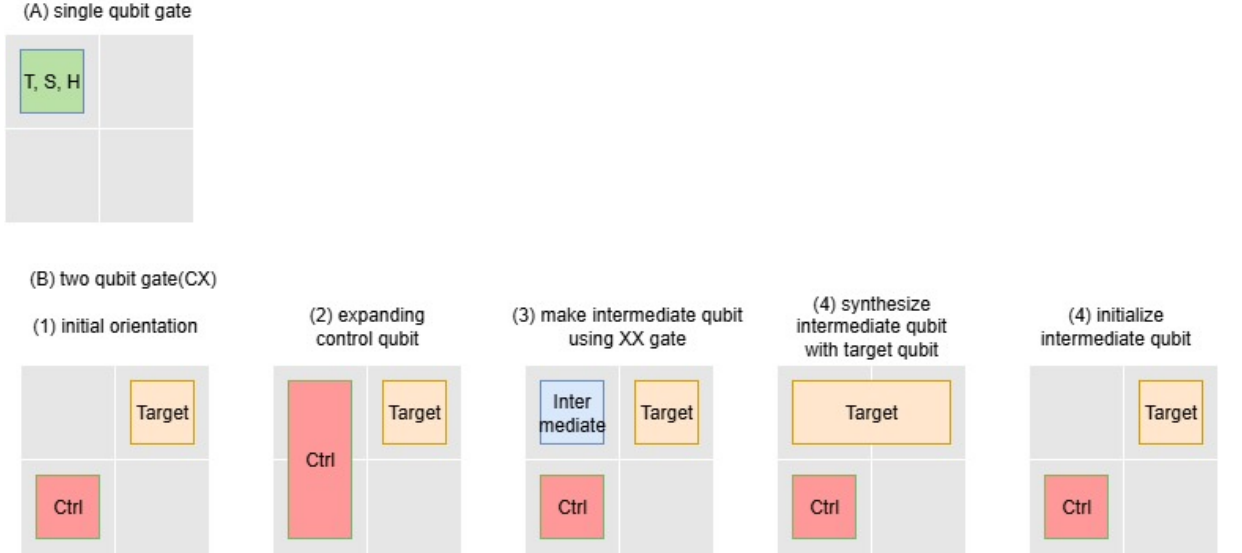 (A) single qubit gate
T, S, H
(B) two qubit gate(CX)
(1) initial orientation
Target
Ctrl
(2) expanding
control qubit
Target
Ctrl
(3) make intermediate qubit
using XX gate
Inter
mediate
Target
Ctrl
(4) synthesize
intermediate qubit
with target qubit
Target
Ctrl
(4) initialize
intermediate qubit
Target
Ctrl